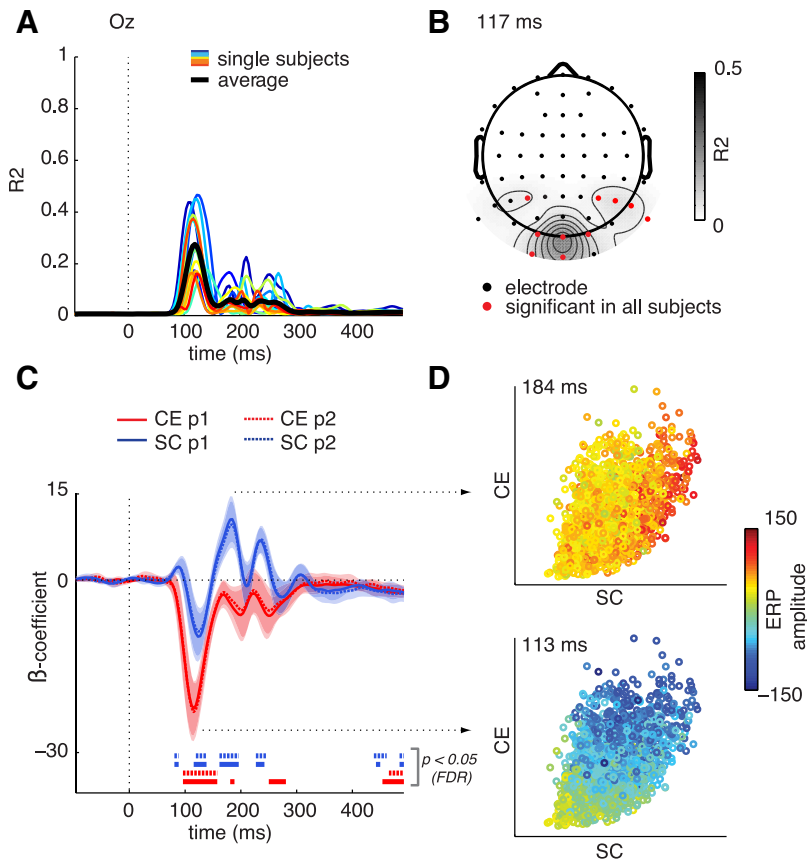 A
Oz
1
0.8
0.6
0.4
0.2
0
R2
single subjects
average
0
100
200
300
400
time (ms)
B
117 ms
0.5
R2
0
electrode
significant in all subjects
C
CE p1
CE p2
SC p1
SC p2
15
0
−30
β-coefficient
p < 0.05
(FDR)
0
100
200
300
400
time (ms)
D
184 ms
CE
SC
113 ms
CE
SC
150
ERP
amplitude
−150